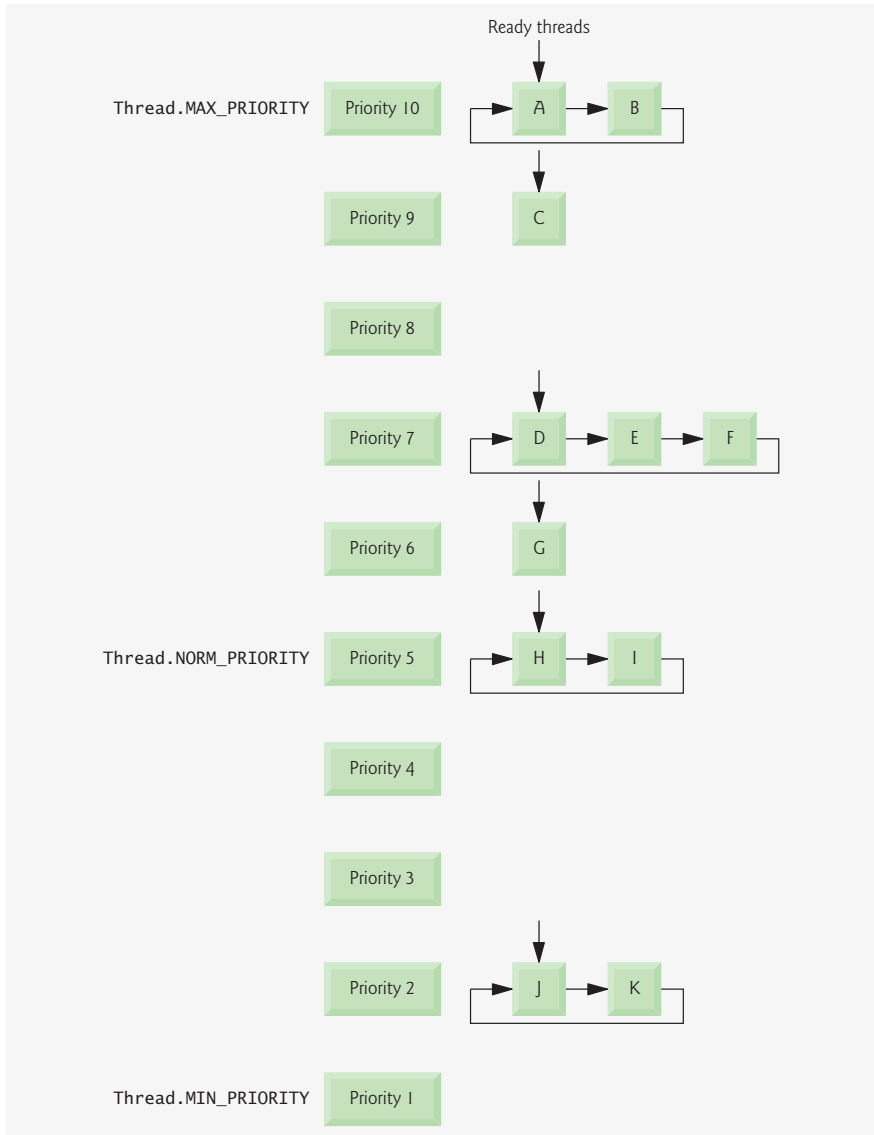 Ready threads
Thread.MAX_PRIORITY Priority 10 A B
Priority 9 C
Priority 8
Priority 7 D E F
Priority 6 G
Thread.NORM_PRIORITY Priority 5 H I
Priority 4
Priority 3
Priority 2 J K
Thread.MIN_PRIORITY Priority 1